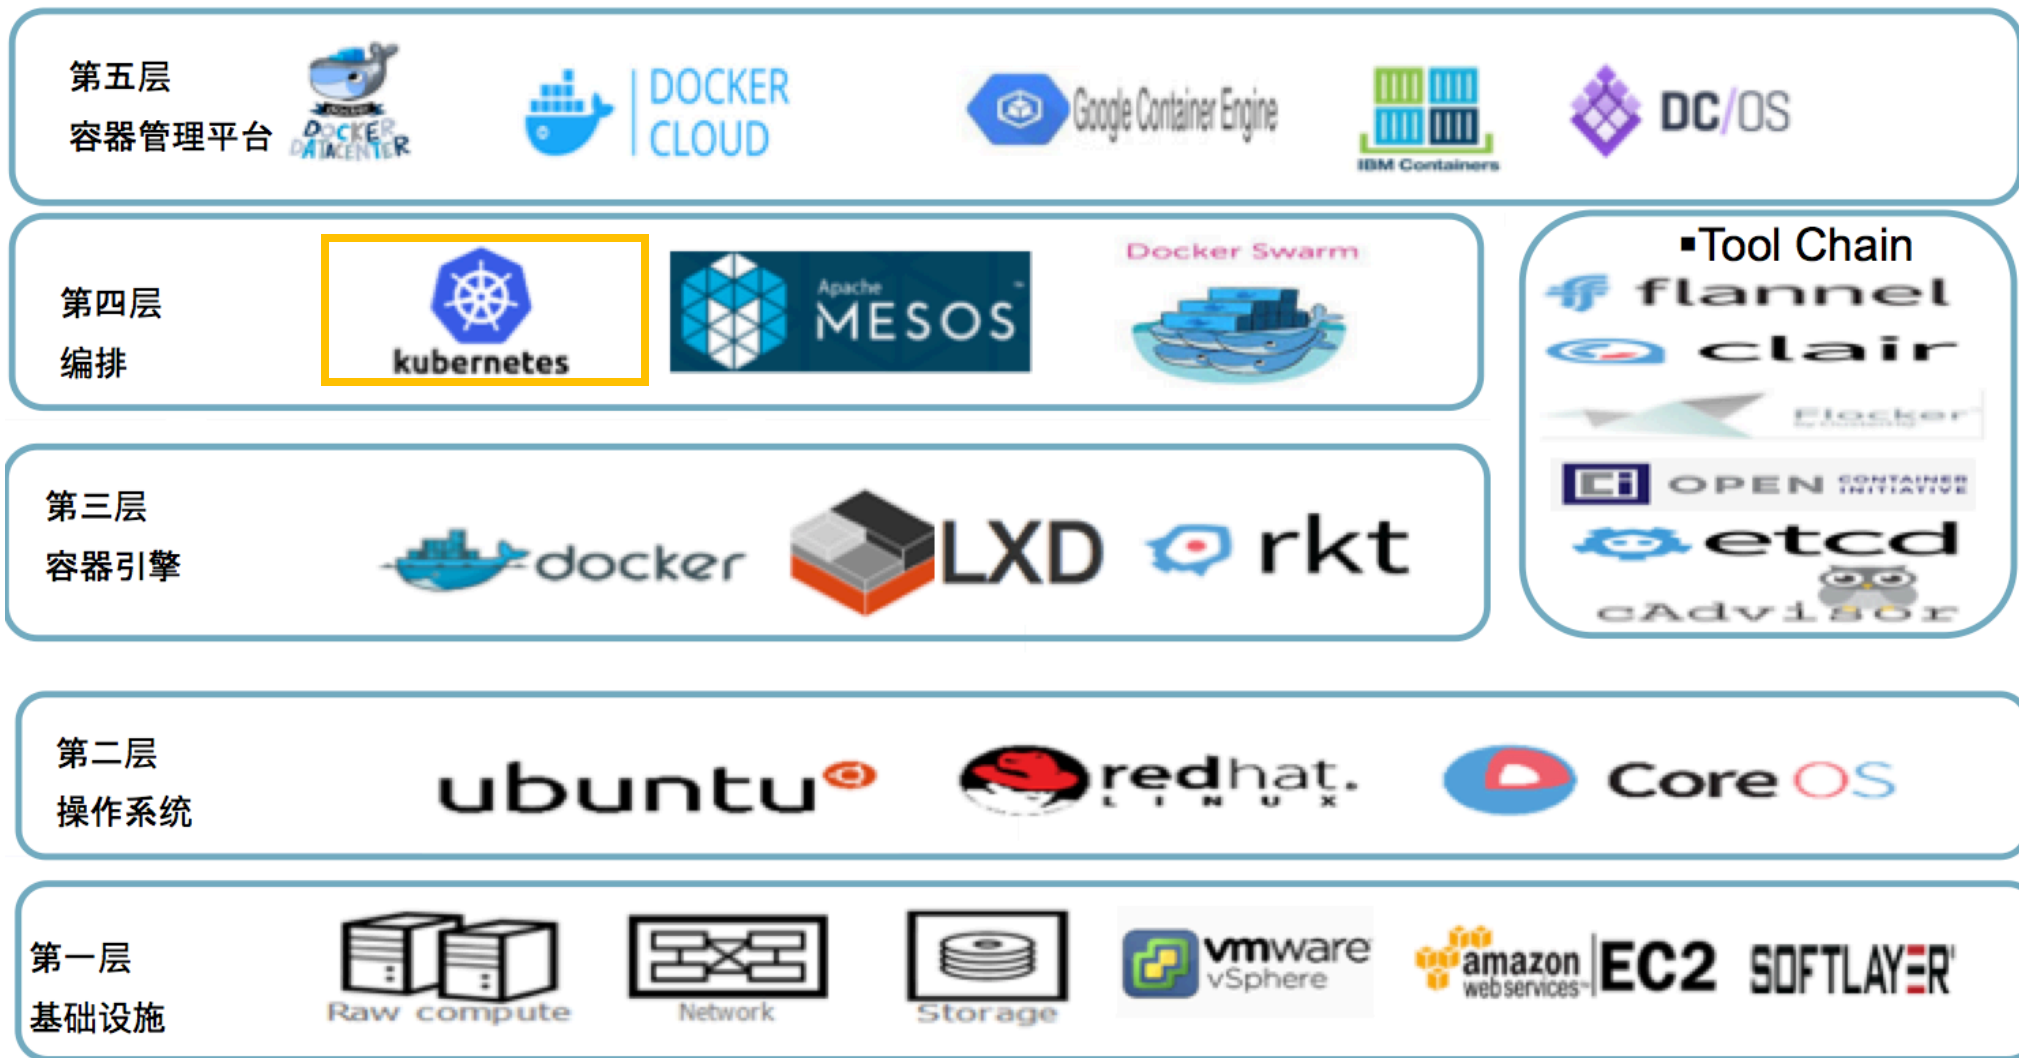 第五层
容器管理平台
DOCKER
DATACENTER
DOCKER
CLOUD
Google Container Engine
IBM Containers
DC/OS
第四层
编排
kubernetes
Apache
MESOS
Docker Swarm
▪Tool Chain
flannel
clair
Flocker
OPEN CONTAINER INITIATIVE
etcd
cAdvisor
第三层
容器引擎
docker
LXD
rkt
第二层
操作系统
ubuntu
redhat.
LINUX
Core OS
第一层
基础设施
Raw compute
Network
Storage
vmware
vSphere
amazon
webservices
EC2
SOFTLAYER